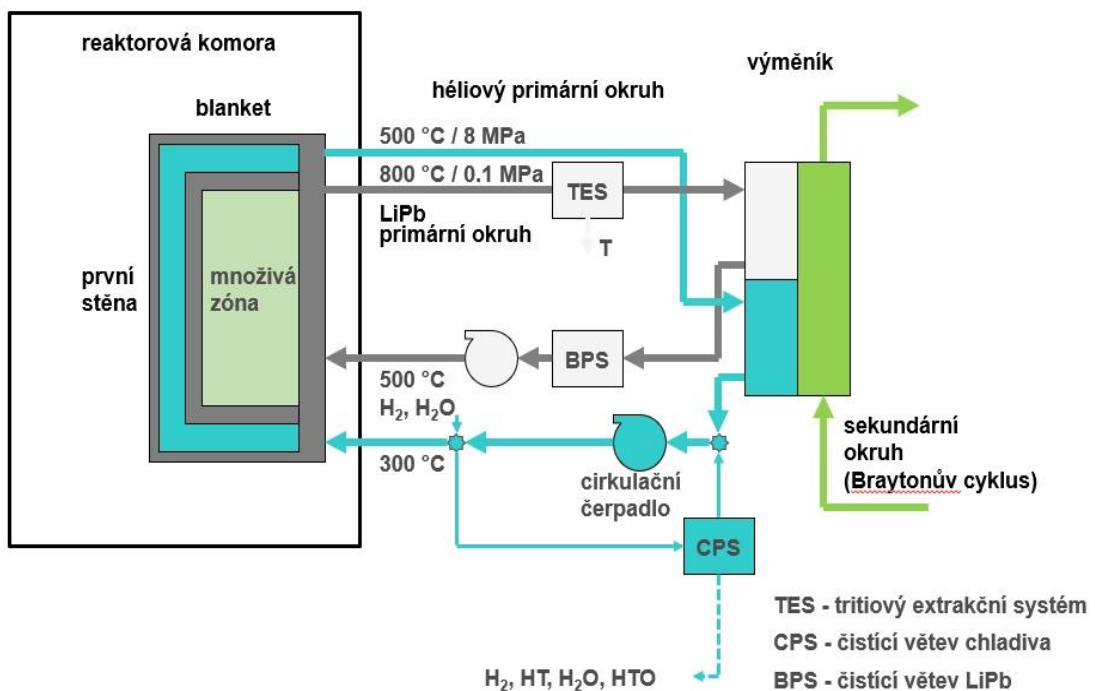 reaktorová komora
blanket
první
stěna
množivá
zóna
héliový primární okruh
500 °C / 8 MPa
800 °C / 0.1 MPa
LiPb
primární okruh
TES
T
výměník
BPS
500 °C
H₂, H₂O
300 °C
cirkulační
čerpadlo
CPS
sekundární
okruh
(Braytonův cyklus)
H₂, HT, H₂O, HTO
TES - tritiový extrakční systém
CPS - čistící větev chladiva
BPS - čistící větev LiPb